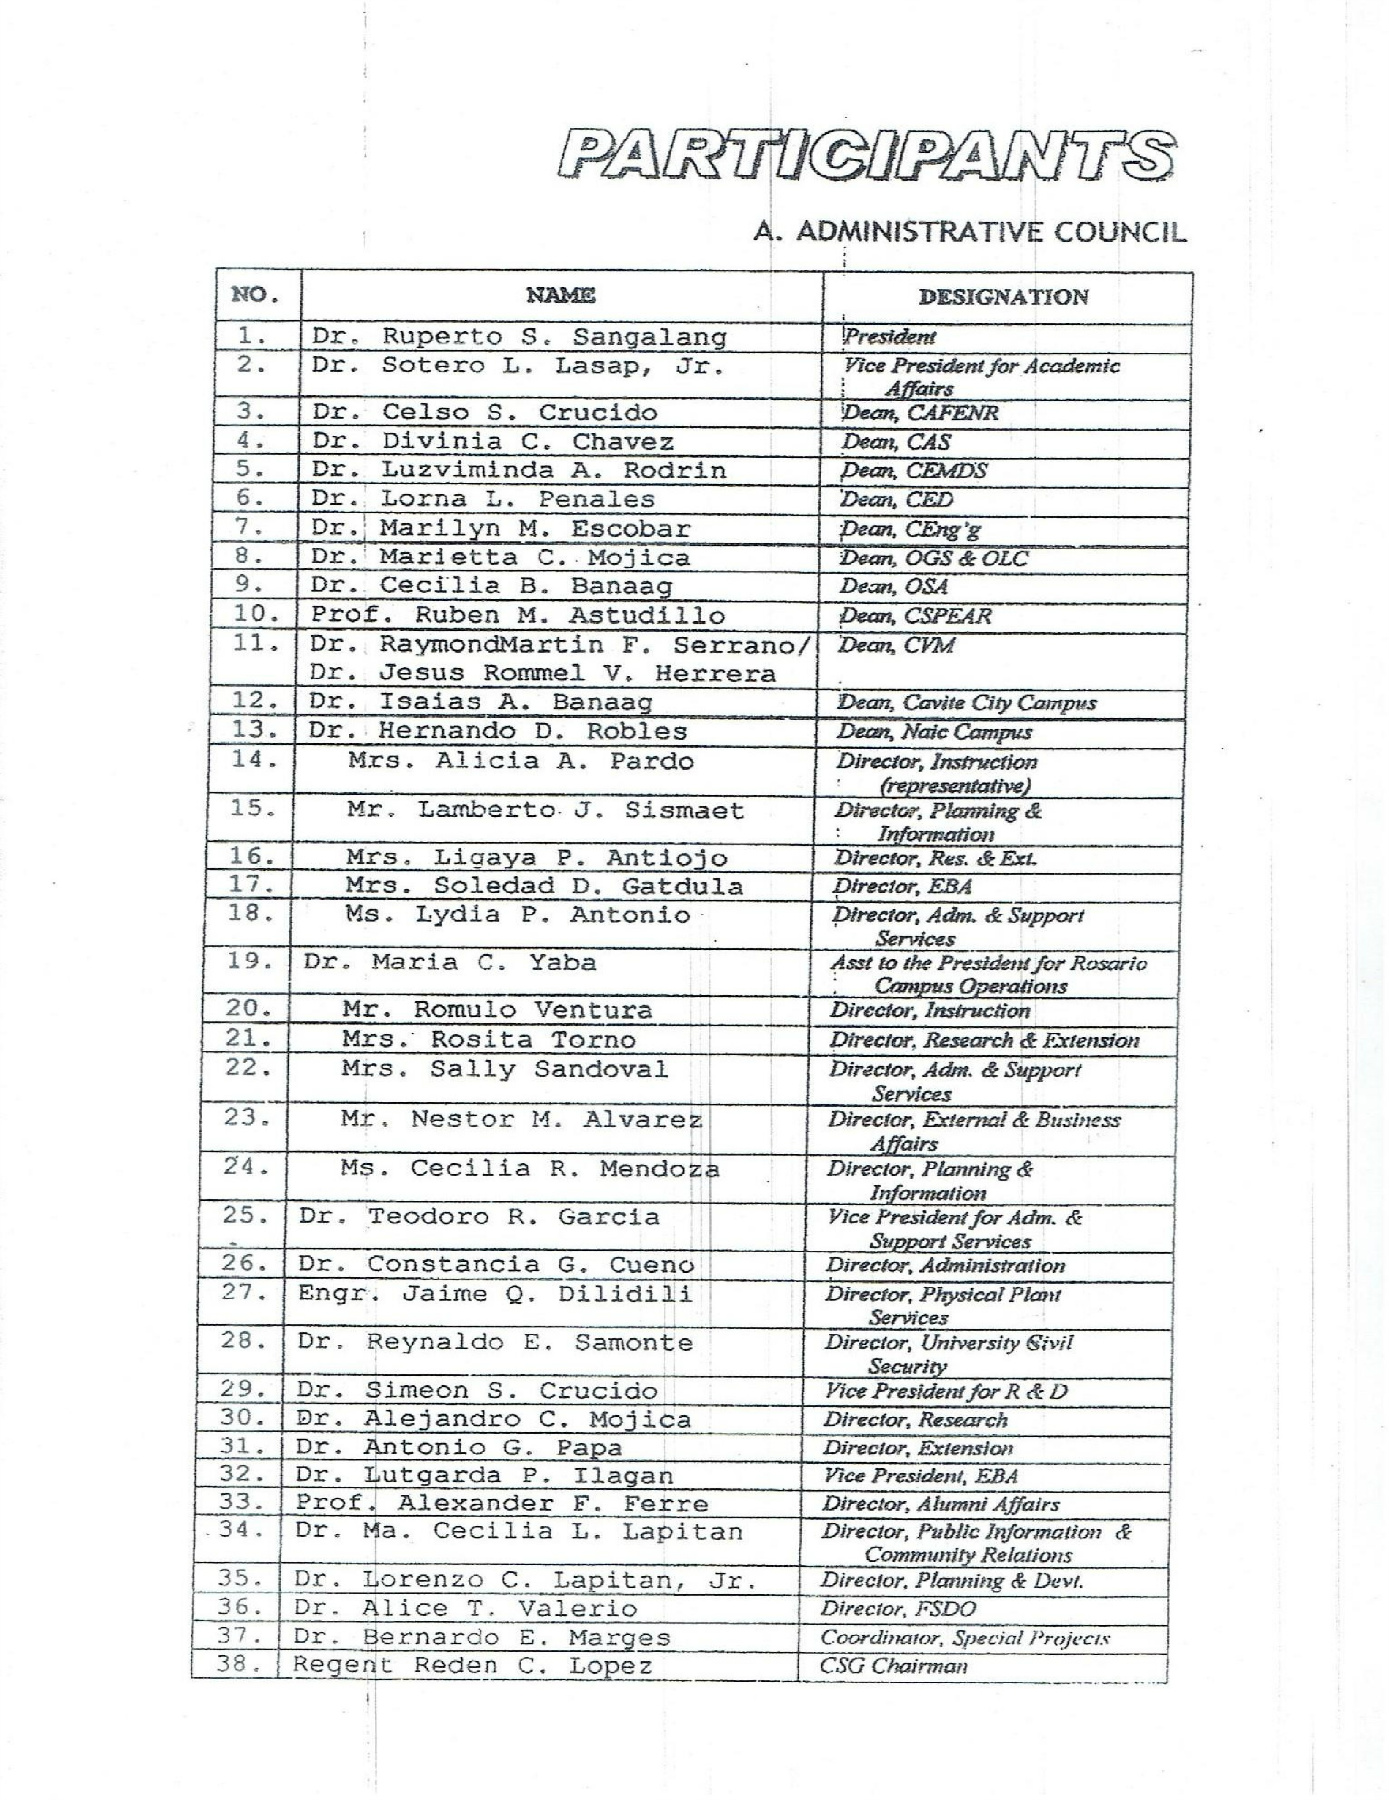 PARTICIPANTS
A. ADMINISTRATIVE COUNCIL
NO. NAME DESIGNATION
1. Dr. Ruperto S. Sangalang President
2. Dr. Sotero L. Lasap, Jr. Vice President for Academic
Affairs
3. Dr. Celso S. Crucido Dean, CAFENR
4. Dr. Divinia C. Chavez Dean, CAS
5. Dr. Luzviminda A. Rodrin Dean, CEMDS
6. Dr. Lorna L. Penales Dean, CED
7. Dr. Marilyn M. Escobar Dean, CEng'g
8. Dr. Marietta C. Mojica Dean, OGS & OLC
9. Dr. Cecilia B. Banaag Dean, OSA
10. Prof. Ruben M. Astudillo Dean, CSPEAR
11. Dr. RaymondMartin F. Serrano/ Dean, CVM
Dr. Jesus Rommel V. Herrera
12. Dr. Isaias A. Banaag Dean, Cavite City Campus
13. Dr. Hernando D. Robles Dean, Naic Campus
14. Mrs. Alicia A. Pardo Director, Instruction
(representative)
15. Mr. Lamberto J. Sismaet Director, Planning &
Information
16. Mrs. Ligaya P. Antiojo Director, Res. & Ext.
17. Mrs. Soledad D. Gatdula Director, EBA
18. Ms. Lydia P. Antonio Director, Adm. & Support
Services
19. Dr. Maria C. Yaba Asst to the President for Rosario
Campus Operations
20. Mr. Romulo Ventura Director, Instruction
21. Mrs. Rosita Torno Director, Research & Extension
22. Mrs. Sally Sandoval Director, Adm. & Support
Services
23. Mr. Nestor M. Alvarez Director, External & Business
Affairs
24. Ms. Cecilia R. Mendoza Director, Planning &
Information
25. Dr. Teodoro R. Garcia Vice President for Adm. &
Support Services
26. Dr. Constancia G. Cueno Director, Administration
27. Engr. Jaime Q. Dilidili Director, Physical Plant
Services
28. Dr. Reynaldo E. Samonte Director, University Civil
Security
29. Dr. Simeon S. Crucido Vice President for R & D
30. Dr. Alejandro C. Mojica Director, Research
31. Dr. Antonio G. Papa Director, Extension
32. Dr. Lutgarda P. Ilagan Vice President, EBA
33. Prof. Alexander F. Ferre Director, Alumni Affairs
34. Dr. Ma. Cecilia L. Lapitan Director, Public Information &
Community Relations
35. Dr. Lorenzo C. Lapitan, Jr. Director, Planning & Devt.
36. Dr. Alice T. Valerio Director, FSDO
37. Dr. Bernardo E. Marges Coordinator, Special Projects
38. Regent Reden C. Lopez CSG Chairman